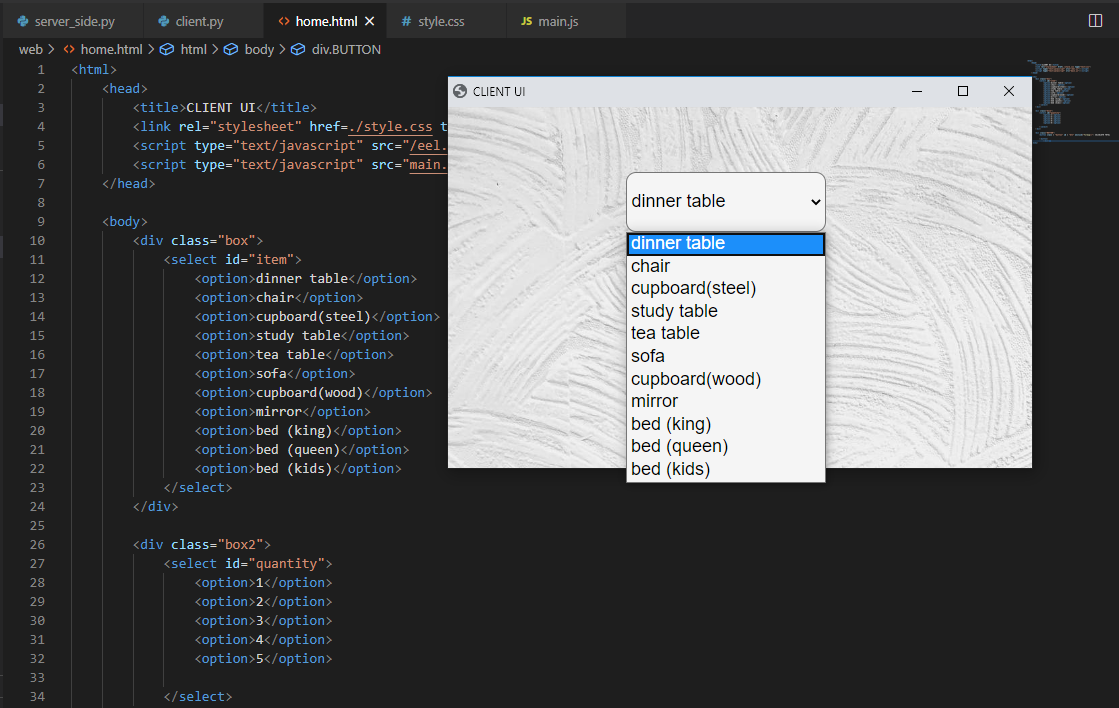 server_side.py client.py home.html # style.css JS main.js
web > home.html > html > body > div.BUTTON
1 <html>
2 <head>
3 <title>CLIENT UI</title>
4 <link rel="stylesheet" href=./style.css t
5 <script type="text/javascript" src="/eel.
6 <script type="text/javascript" src="main.
7 </head>
8
9 <body>
10 <div class="box">
11 <select id="item">
12 <option>dinner table</option>
13 <option>chair</option>
14 <option>cupboard(steel)</option>
15 <option>study table</option>
16 <option>tea table</option>
17 <option>sofa</option>
18 <option>cupboard(wood)</option>
19 <option>mirror</option>
20 <option>bed (king)</option>
21 <option>bed (queen)</option>
22 <option>bed (kids)</option>
23 </select>
24 </div>
25
26 <div class="box2">
27 <select id="quantity">
28 <option>1</option>
29 <option>2</option>
30 <option>3</option>
31 <option>4</option>
32 <option>5</option>
33
34 </select>
CLIENT UI
dinner table
dinner table
chair
cupboard(steel)
study table
tea table
sofa
cupboard(wood)
mirror
bed (king)
bed (queen)
bed (kids)